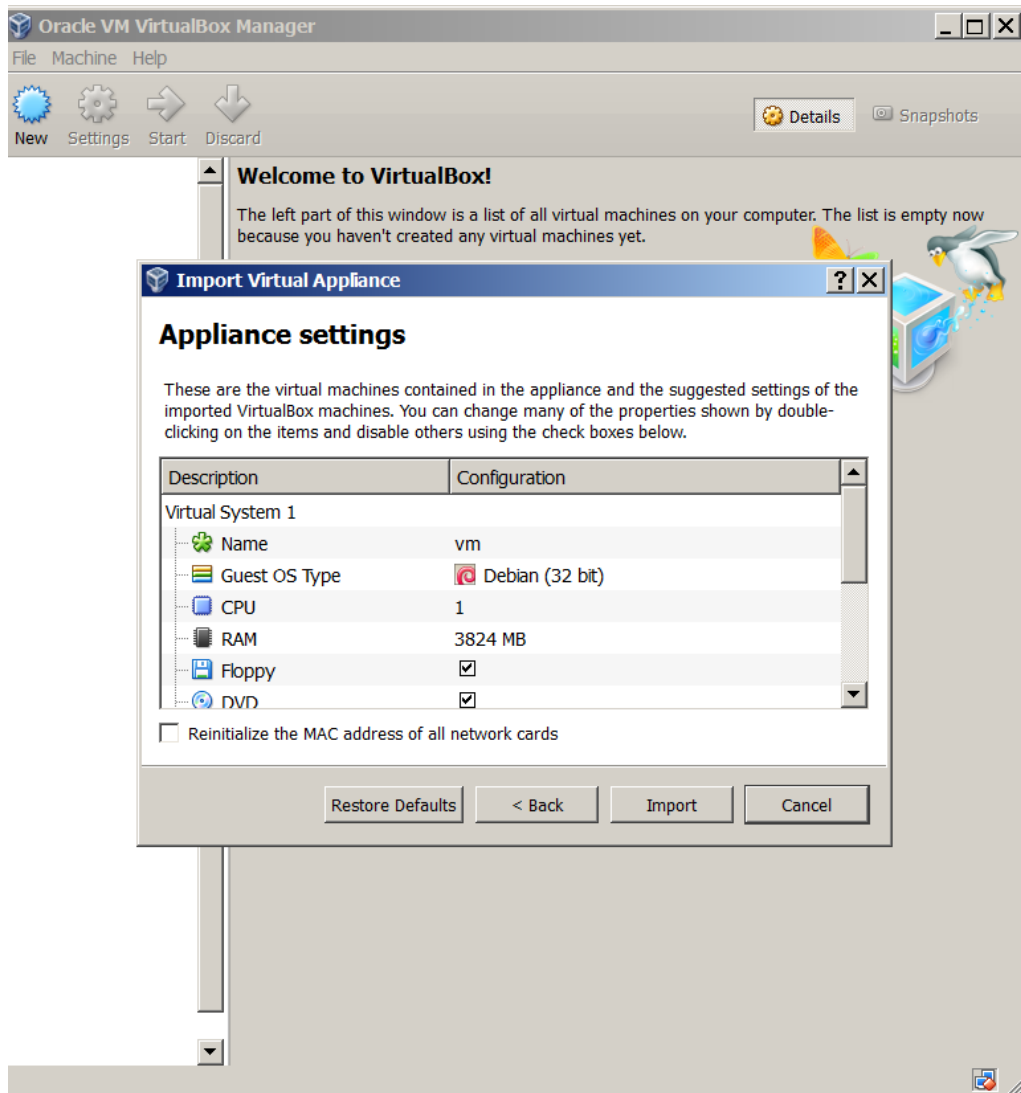 Oracle VM VirtualBox Manager
File Machine Help
New Settings Start Discard
Details Snapshots
Welcome to VirtualBox!
The left part of this window is a list of all virtual machines on your computer. The list is empty now
because you haven't created any virtual machines yet.
Import Virtual Appliance
Appliance settings
These are the virtual machines contained in the appliance and the suggested settings of the
imported VirtualBox machines. You can change many of the properties shown by double-
clicking on the items and disable others using the check boxes below.
Description Configuration
Virtual System 1
Name vm
Guest OS Type Debian (32 bit)
CPU 1
RAM 3824 MB
Floppy
DVD
Reinitialize the MAC address of all network cards
Restore Defaults < Back Import Cancel